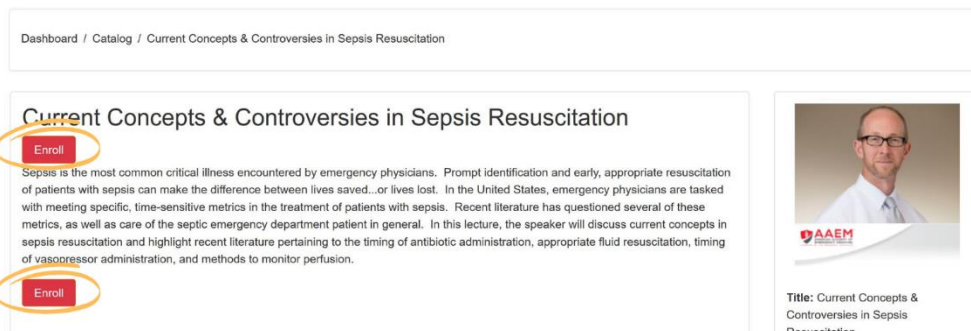 Dashboard / Catalog / Current Concepts & Controversies in Sepsis Resuscitation
Current Concepts & Controversies in Sepsis Resuscitation
Enroll
Sepsis is the most common critical illness encountered by emergency physicians. Prompt identification and early, appropriate resuscitation
of patients with sepsis can make the difference between lives saved...or lives lost. In the United States, emergency physicians are tasked
with meeting specific, time-sensitive metrics in the treatment of patients with sepsis. Recent literature has questioned several of these
metrics, as well as care of the septic emergency department patient in general. In this lecture, the speaker will discuss current concepts in
sepsis resuscitation and highlight recent literature pertaining to the timing of antibiotic administration, appropriate fluid resuscitation, timing
of vasopressor administration, and methods to monitor perfusion.
Enroll
AAEM
Title: Current Concepts &
Controversies in Sepsis